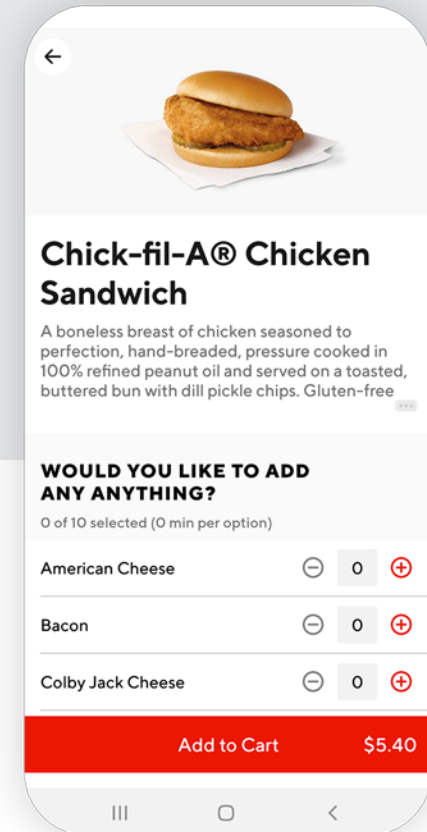 Chick-fil-A® Chicken
Sandwich
A boneless breast of chicken seasoned to
perfection, hand-breaded, pressure cooked in
100% refined peanut oil and served on a toasted,
buttered bun with dill pickle chips. Gluten-free
WOULD YOU LIKE TO ADD
ANY ANYTHING?
0 of 10 selected (0 min per option)
American Cheese 0
Bacon 0
Colby Jack Cheese 0
Add to Cart $5.40